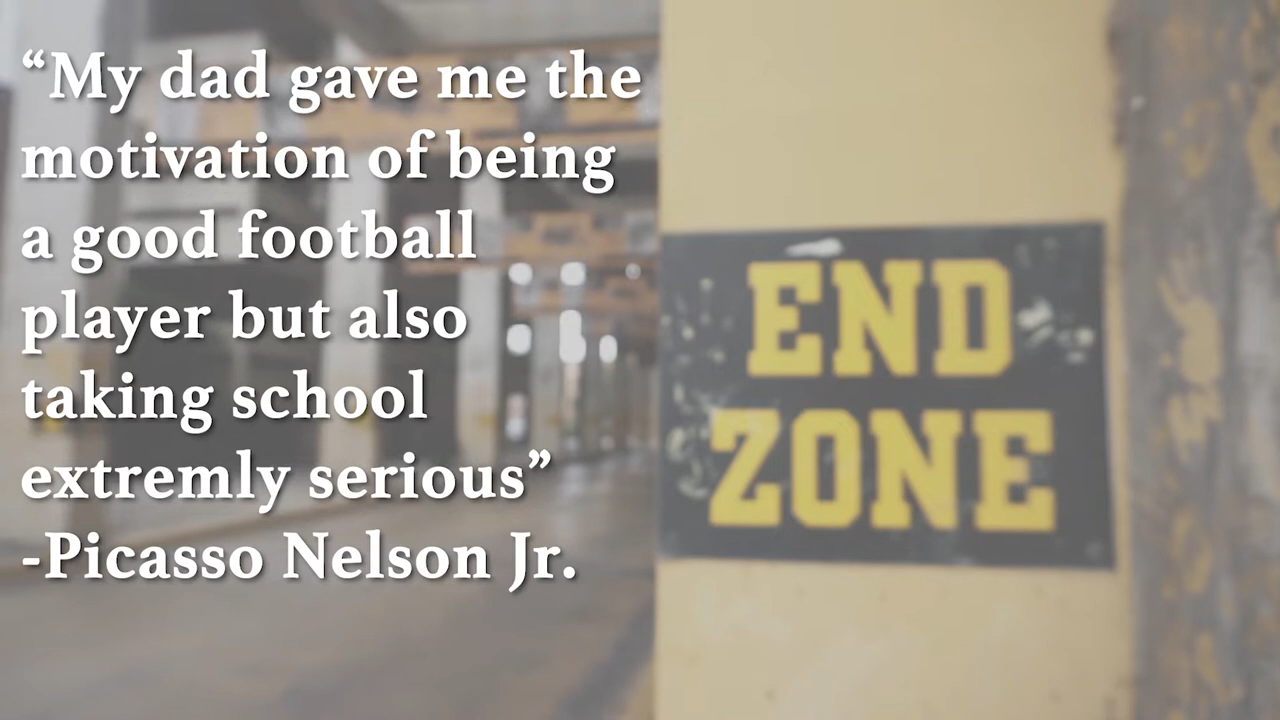 “My dad gave me the
motivation of being
a good football
player but also
taking school
extremly serious”
-Picasso Nelson Jr.
END
ZONE